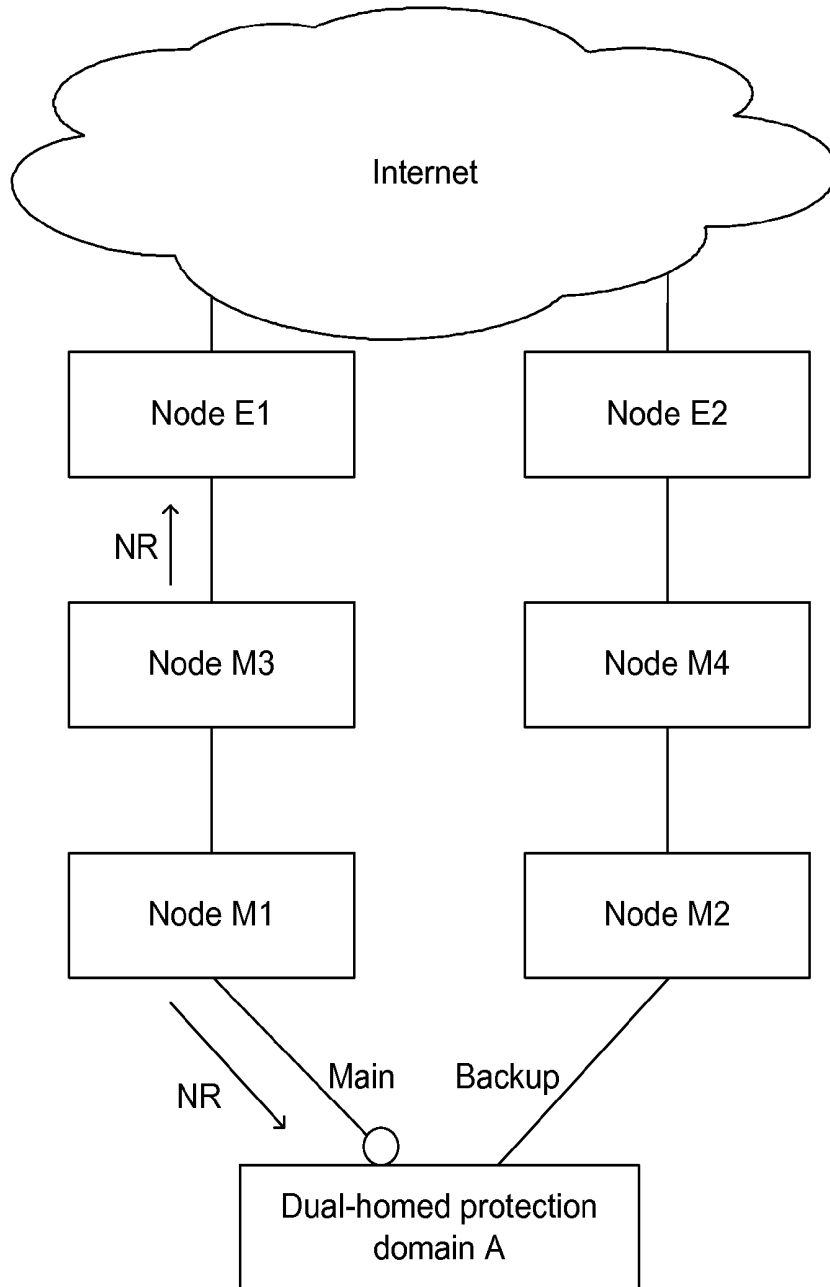 Internet
Node E1
Node E2
NR
Node M3
Node M4
Node M1
Node M2
Main
Backup
NR
Dual-homed protection
domain A